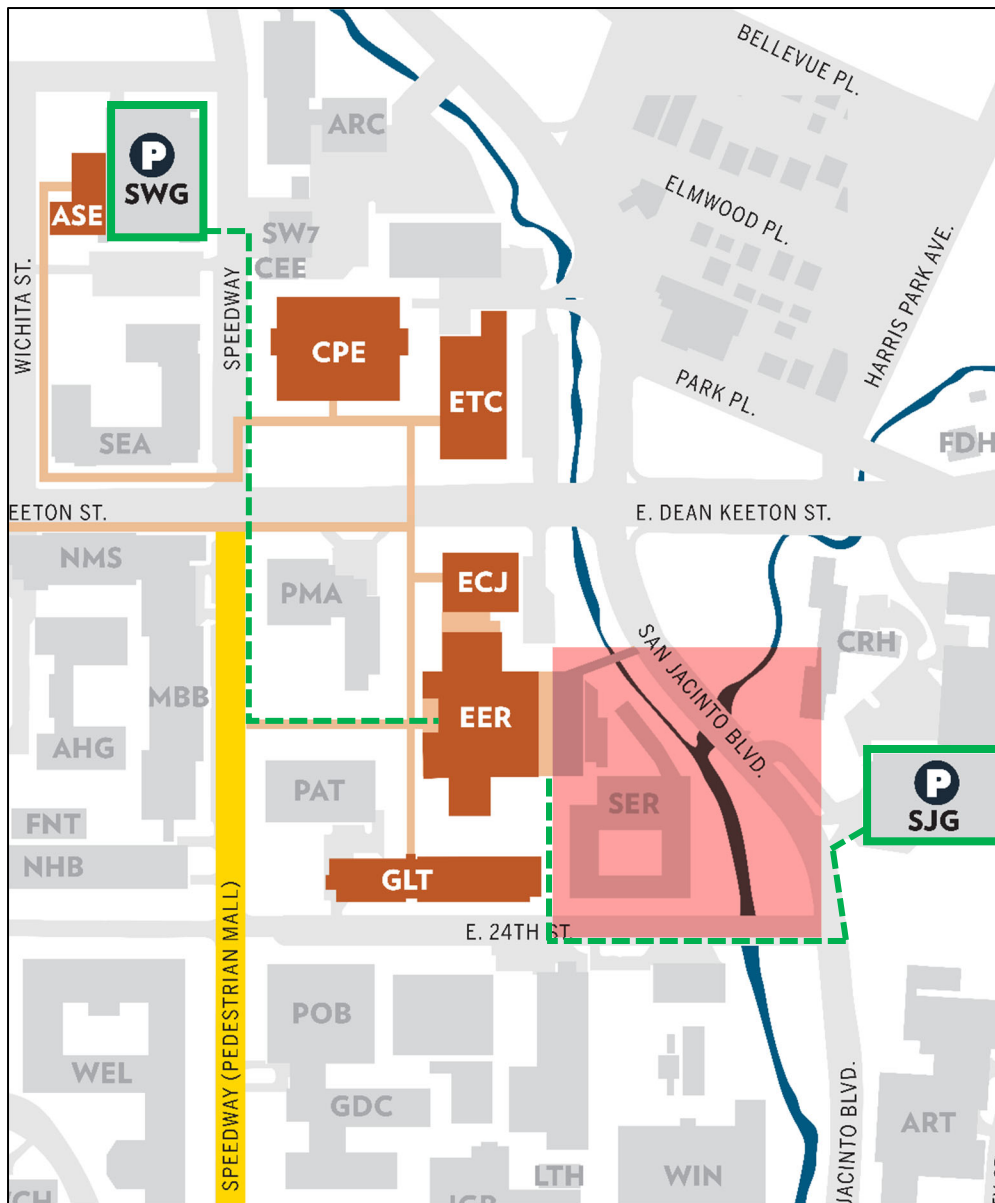 BELLEVUE PL.
ARC
P
SWG
ELMWOOD PL.
ASE
SW7
CEE
HARRIS PARK AVE.
WICHITA ST.
SPEEDWAY
CPE
ETC
PARK PL.
SEA
FDH
EETON ST.
E. DEAN KEETON ST.
NMS
ECJ
PMA
SAN JACINTO BLVD.
CRH
MBB
EER
AHG
PAT
SER
P
SJG
FNT
NHB
GLT
SPEEDWAY (PEDESTRIAN MALL)
E. 24TH ST.
POB
WEL
GDC
JACINTO BLVD.
ART
LTH
WIN